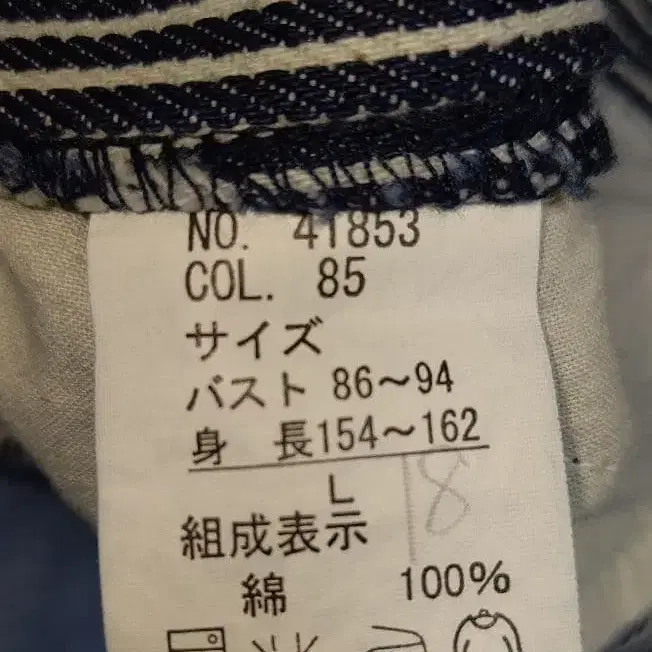 NO. 41853
COL. 85
サイズ
バスト 86～94
身 長154～162
L
8
組成表示
綿 100%